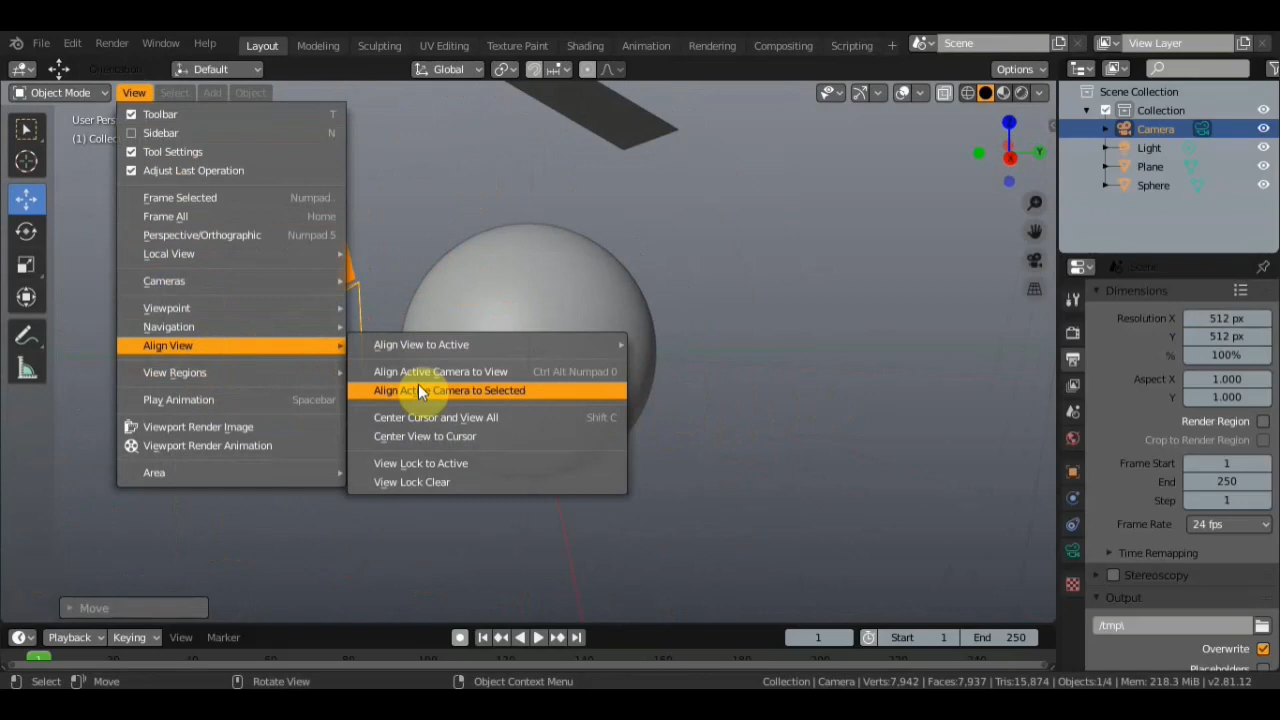 File Edit Render Window Help Layout Modeling Sculpting UV Editing Texture Paint Shading Animation Rendering Compositing Scripting + Scene View Layer
Orientation Default Global Options
Object Mode View Select Add Object
User Persp
(1) Collec
Toolbar T
Sidebar N
Tool Settings
Adjust Last Operation
Frame Selected Numpad .
Frame All Home
Perspective/Orthographic Numpad 5
Local View
Cameras
Viewpoint
Navigation
Align View
View Regions
Play Animation Spacebar
Viewport Render Image
Viewport Render Animation
Area
Align View to Active
Align Active Camera to View Ctrl Alt Numpad 0
Align Active Camera to Selected
Center Cursor and View All Shift C
Center View to Cursor
View Lock to Active
View Lock Clear
Z
Y
X
Scene Collection
Collection
Camera
Light
Plane
Sphere
Scene
Dimensions
Resolution X 512 px
Y 512 px
% 100%
Aspect X 1.000
Y 1.000
Render Region
Crop to Render Region
Frame Start 1
End 250
Step 1
Frame Rate 24 fps
Time Remapping
Stereoscopy
Output
/tmp\
Overwrite
Placeholders
Move
Playback Keying View Marker 1 Start 1 End 250
1
Select Move Rotate View Object Context Menu Collection | Camera | Verts:7,942 | Faces:7,937 | Tris:15,874 | Objects:1/4 | Mem: 218.3 MiB | v2.81.12